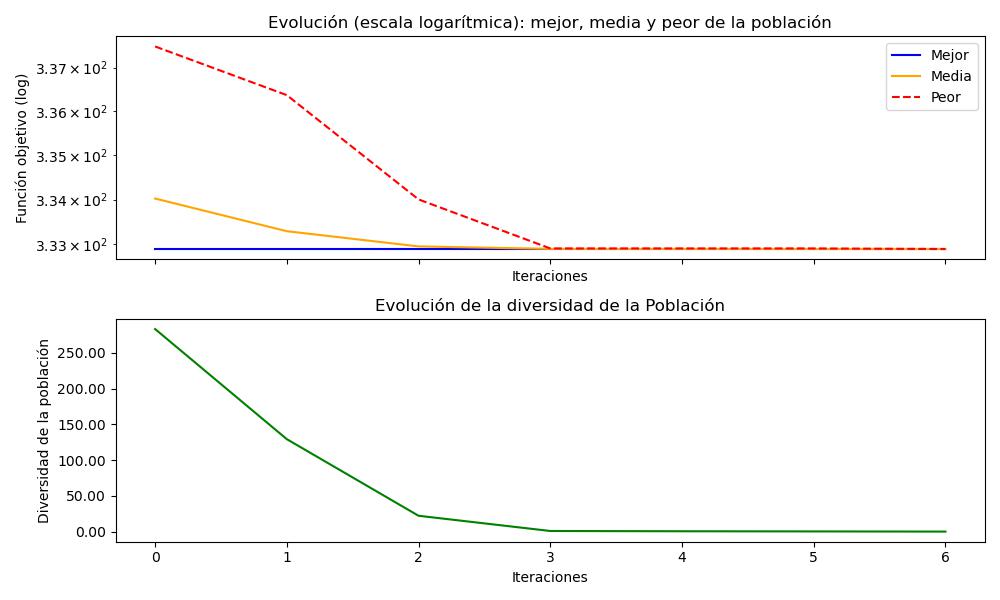 Evolución (escala logarítmica): mejor, media y peor de la población
Función objetivo (log)
3.37 × 10²
3.36 × 10²
3.35 × 10²
3.34 × 10²
3.33 × 10²
Mejor
Media
Peor
Iteraciones
Evolución de la diversidad de la Población
Diversidad de la población
250.00
200.00
150.00
100.00
50.00
0.00
0 1 2 3 4 5 6
Iteraciones